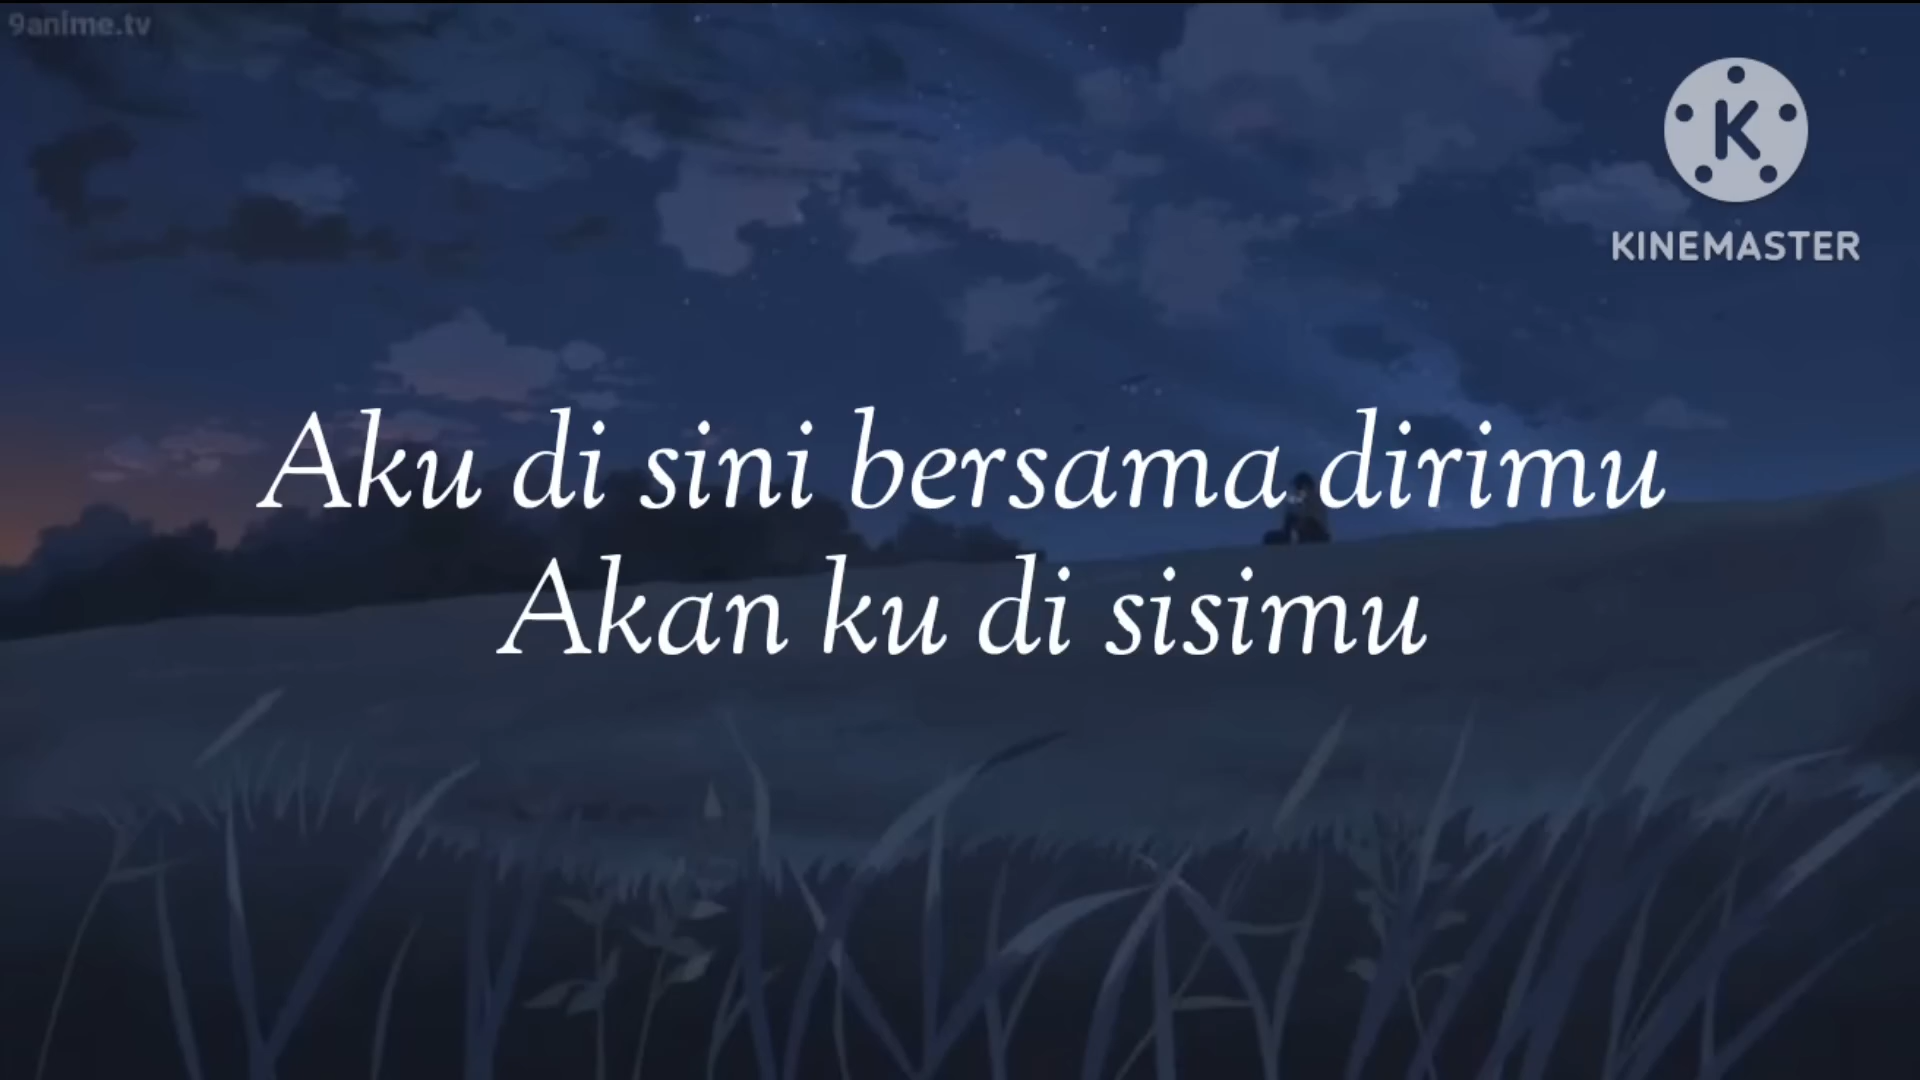 9anime.tv
K
KINEMASTER
Aku di sini bersama dirimu
Akan ku di sisimu